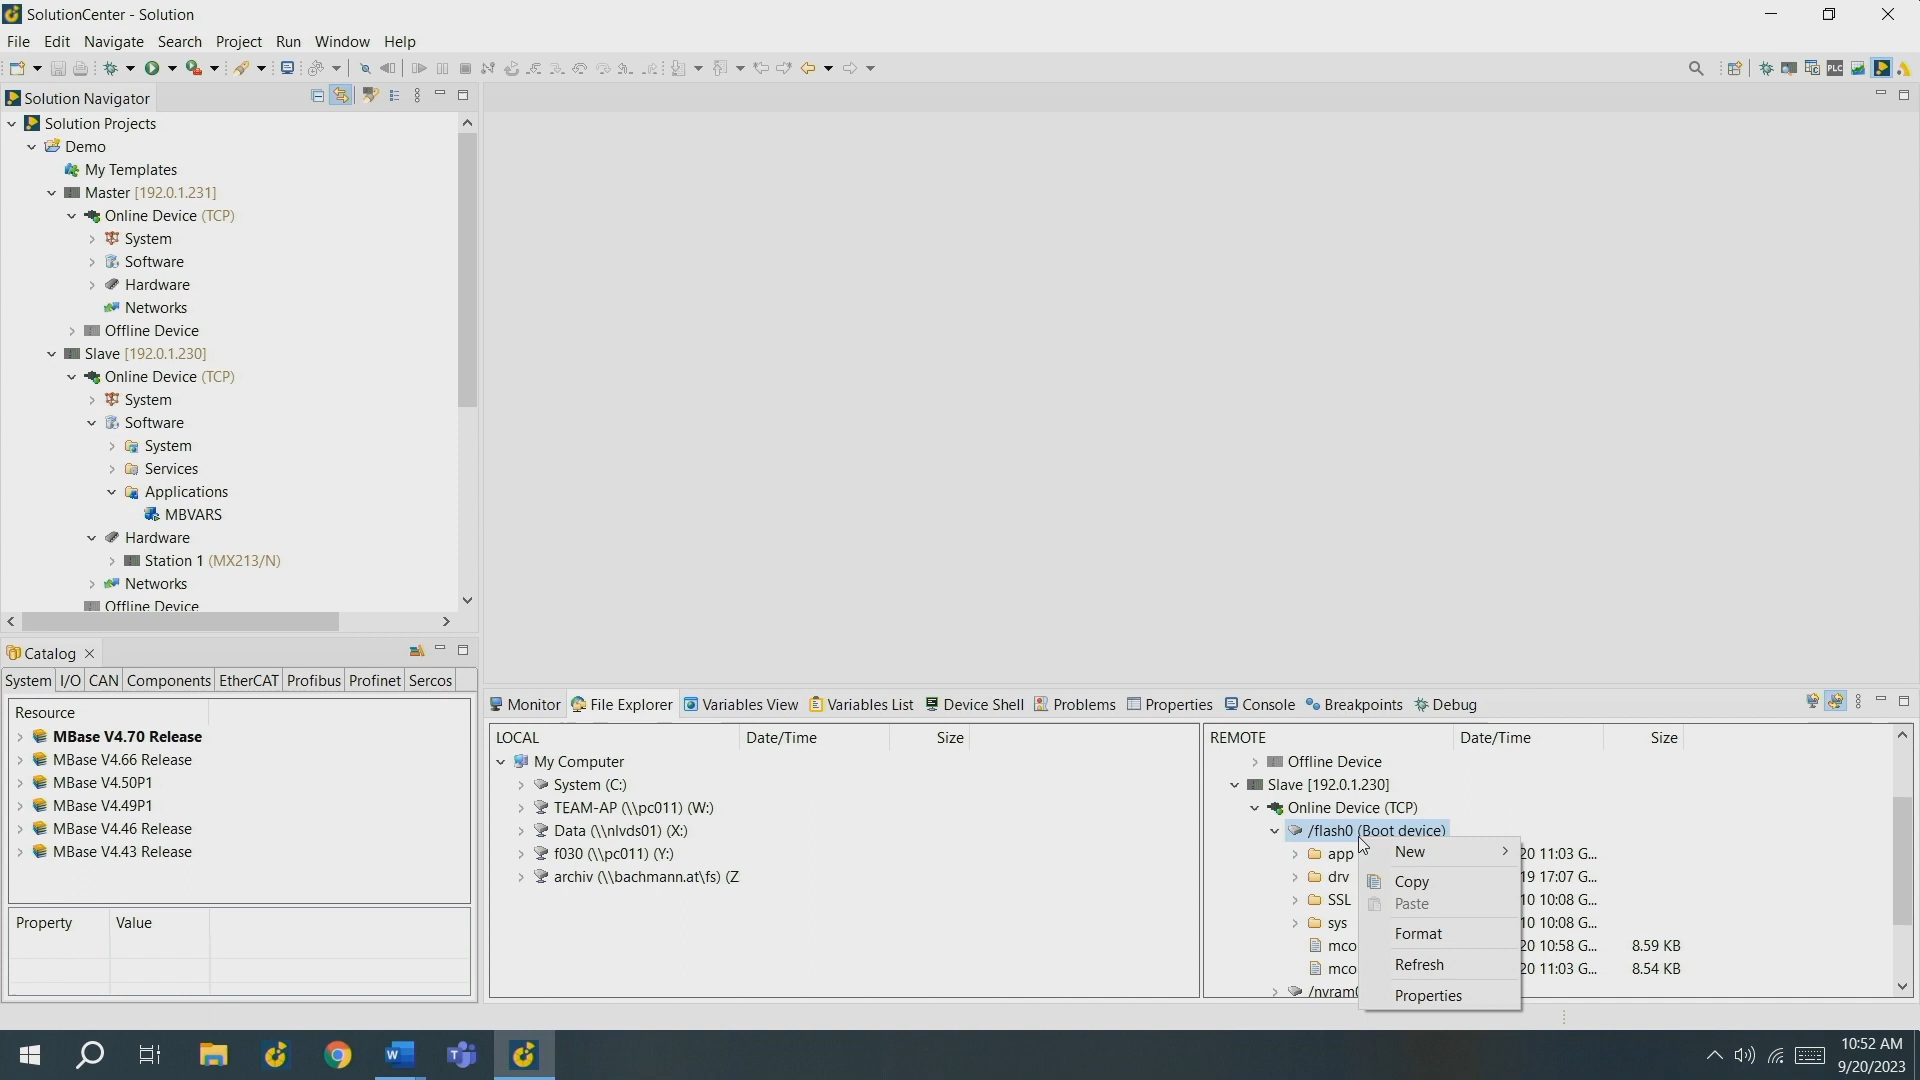 SolutionCenter - Solution
File Edit Navigate Search Project Run Window Help
PLC
Solution Navigator
Solution Projects
Demo
My Templates
Master [192.0.1.231]
Online Device (TCP)
System
Software
Hardware
Networks
Offline Device
Slave [192.0.1.230]
Online Device (TCP)
System
Software
System
Services
Applications
MBVARS
Hardware
Station 1 (MX213/N)
Networks
Offline Device
Catalog
System I/O CAN Components EtherCAT Profibus Profinet Sercos
Resource
MBase V4.70 Release
MBase V4.66 Release
MBase V4.50P1
MBase V4.49P1
MBase V4.46 Release
MBase V4.43 Release
Property Value
Monitor File Explorer Variables View Variables List Device Shell Problems Properties Console Breakpoints Debug
LOCAL Date/Time Size
My Computer
System (C:)
TEAM-AP (\\pc011) (W:)
Data (\\nlvds01) (X:)
f030 (\\pc011) (Y:)
archiv (\\bachmann.at\fs) (Z
REMOTE Date/Time Size
Offline Device
Slave [192.0.1.230]
Online Device (TCP)
/flash0 (Boot device)
app 20 11:03 G...
drv 19 17:07 G...
SSL 10 10:08 G...
sys 10 10:08 G...
mco 20 10:58 G... 8.59 KB
mco 20 11:03 G... 8.54 KB
/nvram
New
Copy
Paste
Format
Refresh
Properties
10:52 AM
9/20/2023